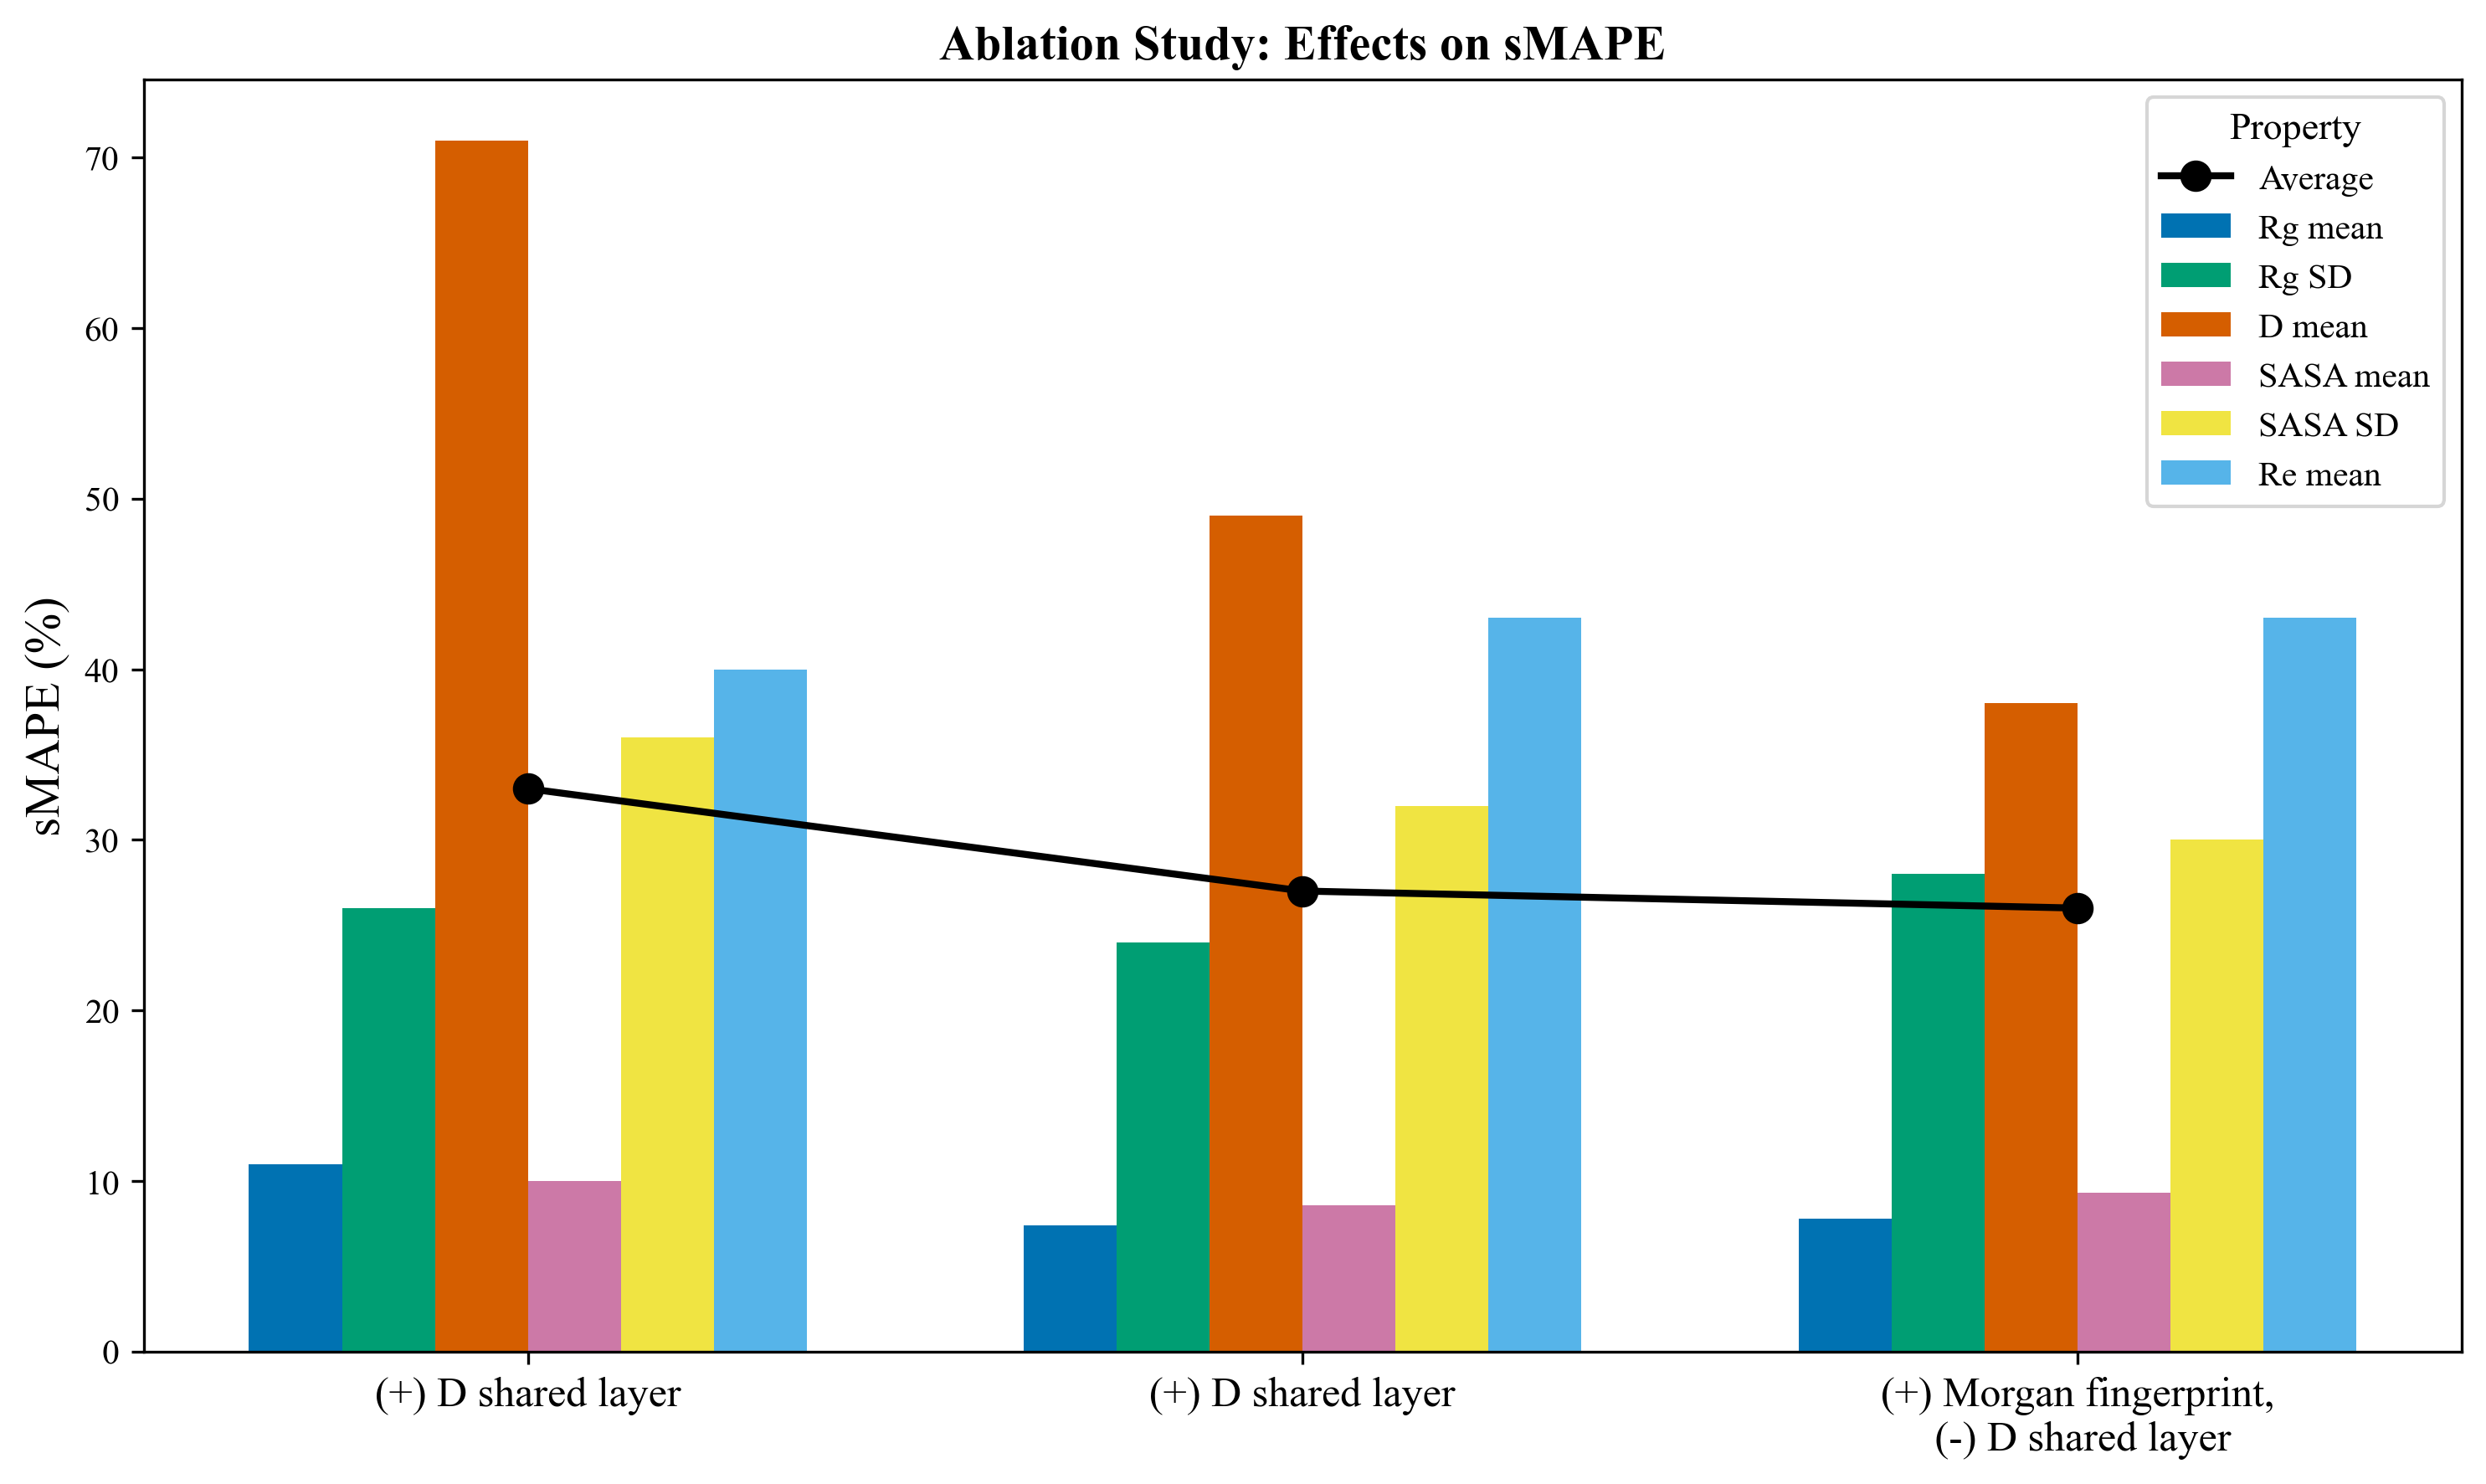 Ablation Study: Effects on sMAPE
sMAPE (%)
70
60
50
40
30
20
10
0
Property
Average
Rg mean
Rg SD
D mean
SASA mean
SASA SD
Re mean
(+) D shared layer
(+) D shared layer
(+) Morgan fingerprint,
(-) D shared layer